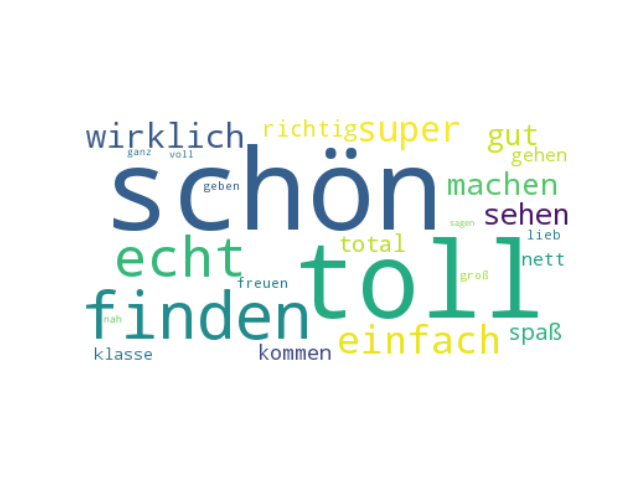 wirklich richtig super gut
ganz voll gehen
schön geben machen
sagen sehen
echt total lieb
toll nett
freuen groß
finden nah
einfach spaß
klasse kommen